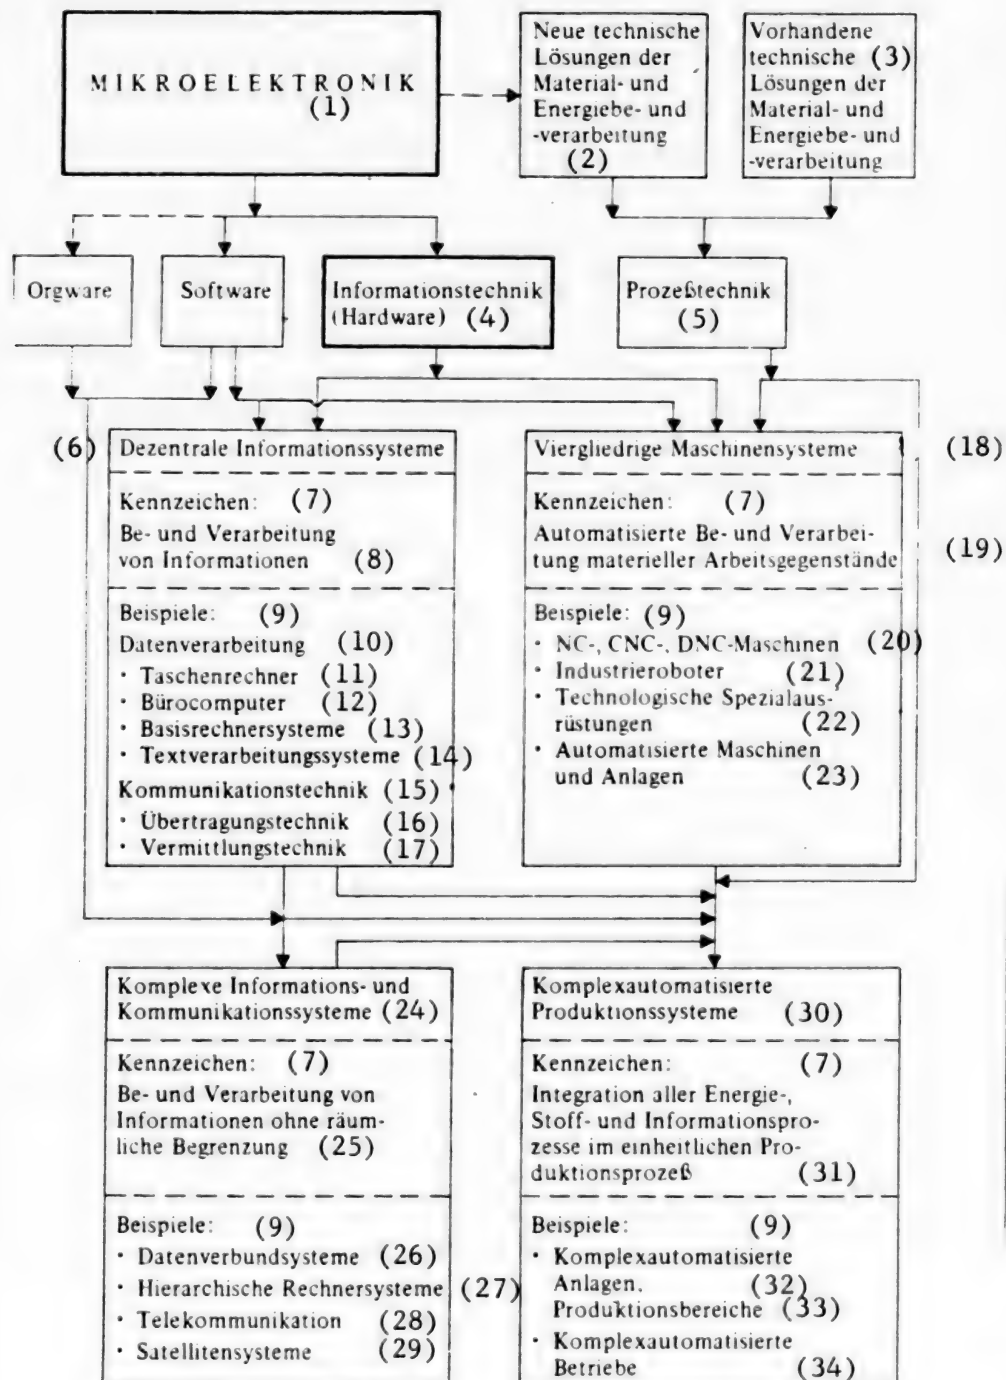 MIKROELEKTRONIK
(1)
Neue technische
Lösungen der
Material- und
Energiebe- und
-verarbeitung
(2)
Vorhandene
technische (3)
Lösungen der
Material- und
Energiebe- und
-verarbeitung
Orgware
Software
Informationstechnik
(Hardware) (4)
Prozeßtechnik
(5)
(6) Dezentrale Informationssysteme
Kennzeichen: (7)
Be- und Verarbeitung
von Informationen (8)
Beispiele: (9)
Datenverarbeitung (10)
· Taschenrechner (11)
· Bürocomputer (12)
· Basisrechnersysteme (13)
· Textverarbeitungssysteme (14)
Kommunikationstechnik (15)
· Übertragungstechnik (16)
· Vermittlungstechnik (17)
Viergliedrige Maschinensysteme (18)
Kennzeichen: (7)
Automatisierte Be- und Verarbei-
tung materieller Arbeitsgegenstände (19)
Beispiele: (9)
· NC-, CNC-, DNC-Maschinen (20)
· Industrieroboter (21)
· Technologische Spezialaus-
rüstungen (22)
· Automatisierte Maschinen
und Anlagen (23)
Komplexe Informations- und
Kommunikationssysteme (24)
Kennzeichen: (7)
Be- und Verarbeitung von
Informationen ohne räum-
liche Begrenzung (25)
Beispiele: (9)
· Datenverbundsysteme (26)
· Hierarchische Rechnersysteme (27)
· Telekommunikation (28)
· Satellitensysteme (29)
Komplexautomatisierte
Produktionssysteme (30)
Kennzeichen: (7)
Integration aller Energie-,
Stoff- und Informationspro-
zesse im einheitlichen Pro-
duktionsprozeß (31)
Beispiele: (9)
· Komplexautomatisierte
Anlagen, (32)
Produktionsbereiche (33)
· Komplexautomatisierte
Betriebe (34)